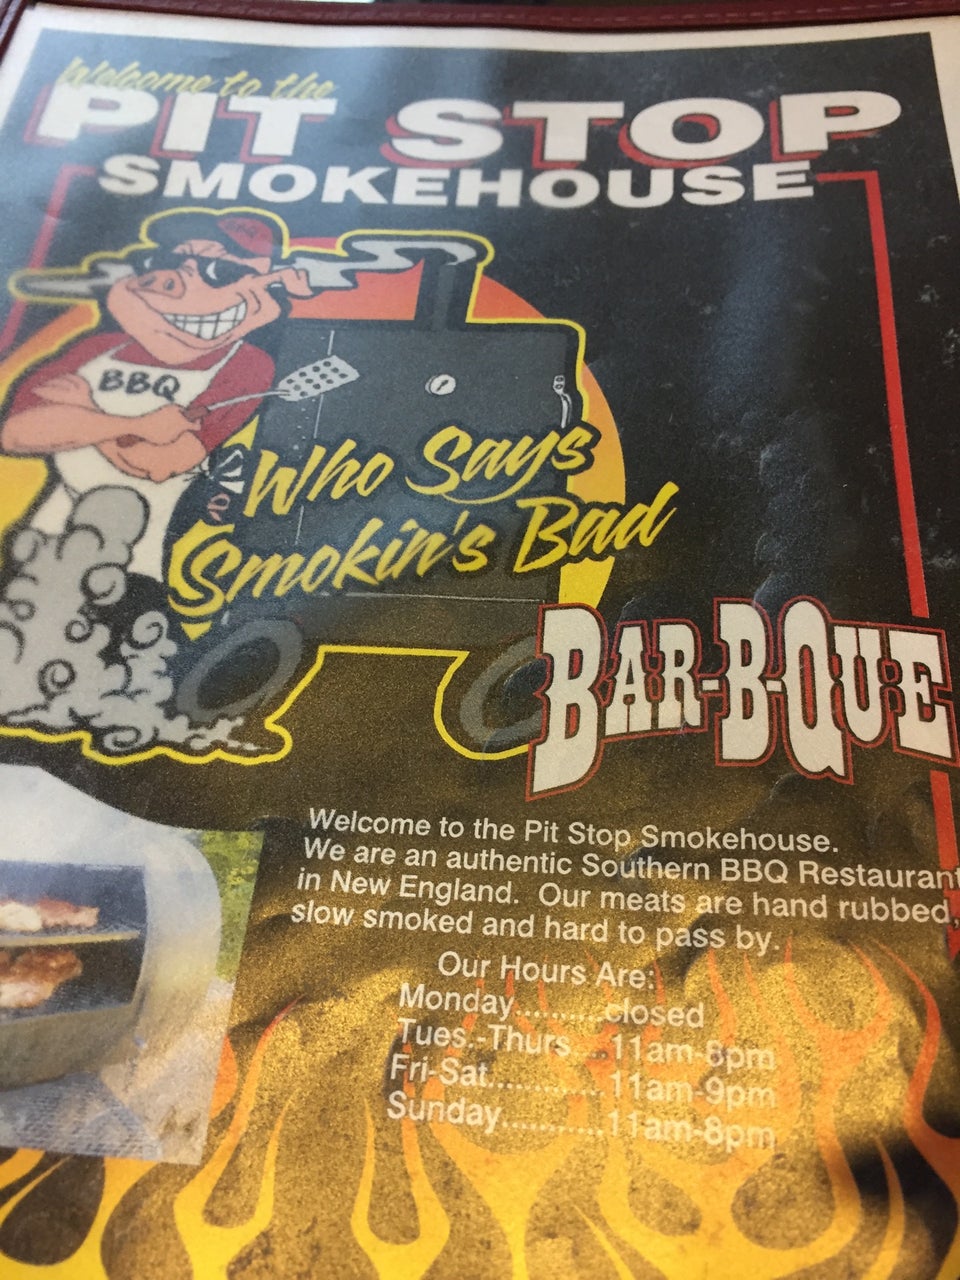 Welcome to the
PIT STOP
SMOKEHOUSE
BBQ
BBQ
Who Says
Smokin's Bad
BAR-B-QUE
Welcome to the Pit Stop Smokehouse.
We are an authentic Southern BBQ Restaurant
in New England. Our meats are hand rubbed,
slow smoked and hard to pass by.
Our Hours Are:
Monday..........closed
Tues.-Thurs....11am-8pm
Fri-Sat............11am-9pm
Sunday...........11am-8pm